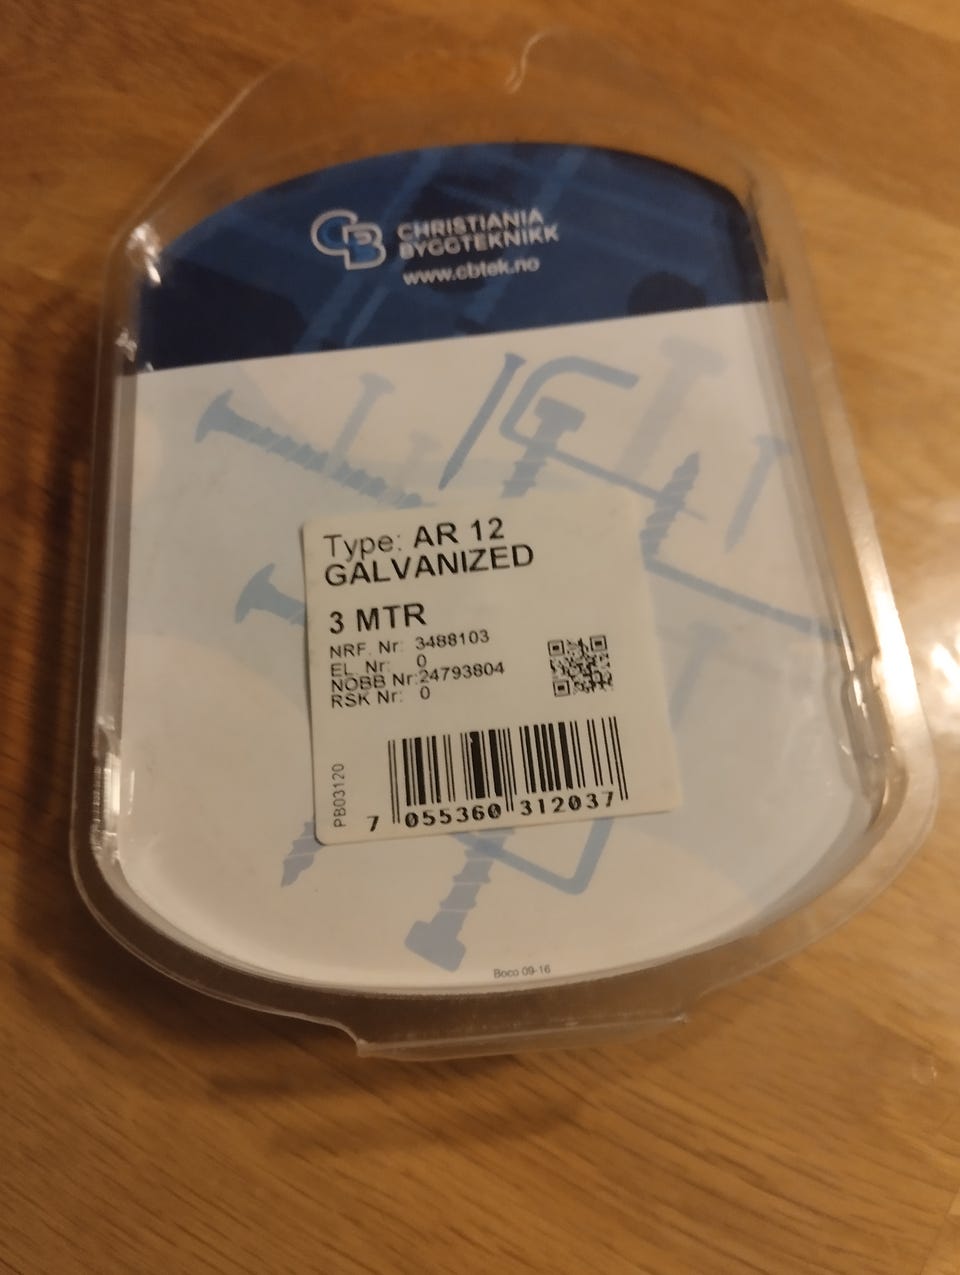 CB CHRISTIANIA
BYGGTEKNIKK
www.cbtek.no
Type: AR 12
GALVANIZED
3 MTR
NRF. Nr: 3488103
EL. Nr: 0
NOBB Nr:24793804
RSK Nr: 0
PB03120
7 055360 312037
Boco 09-16